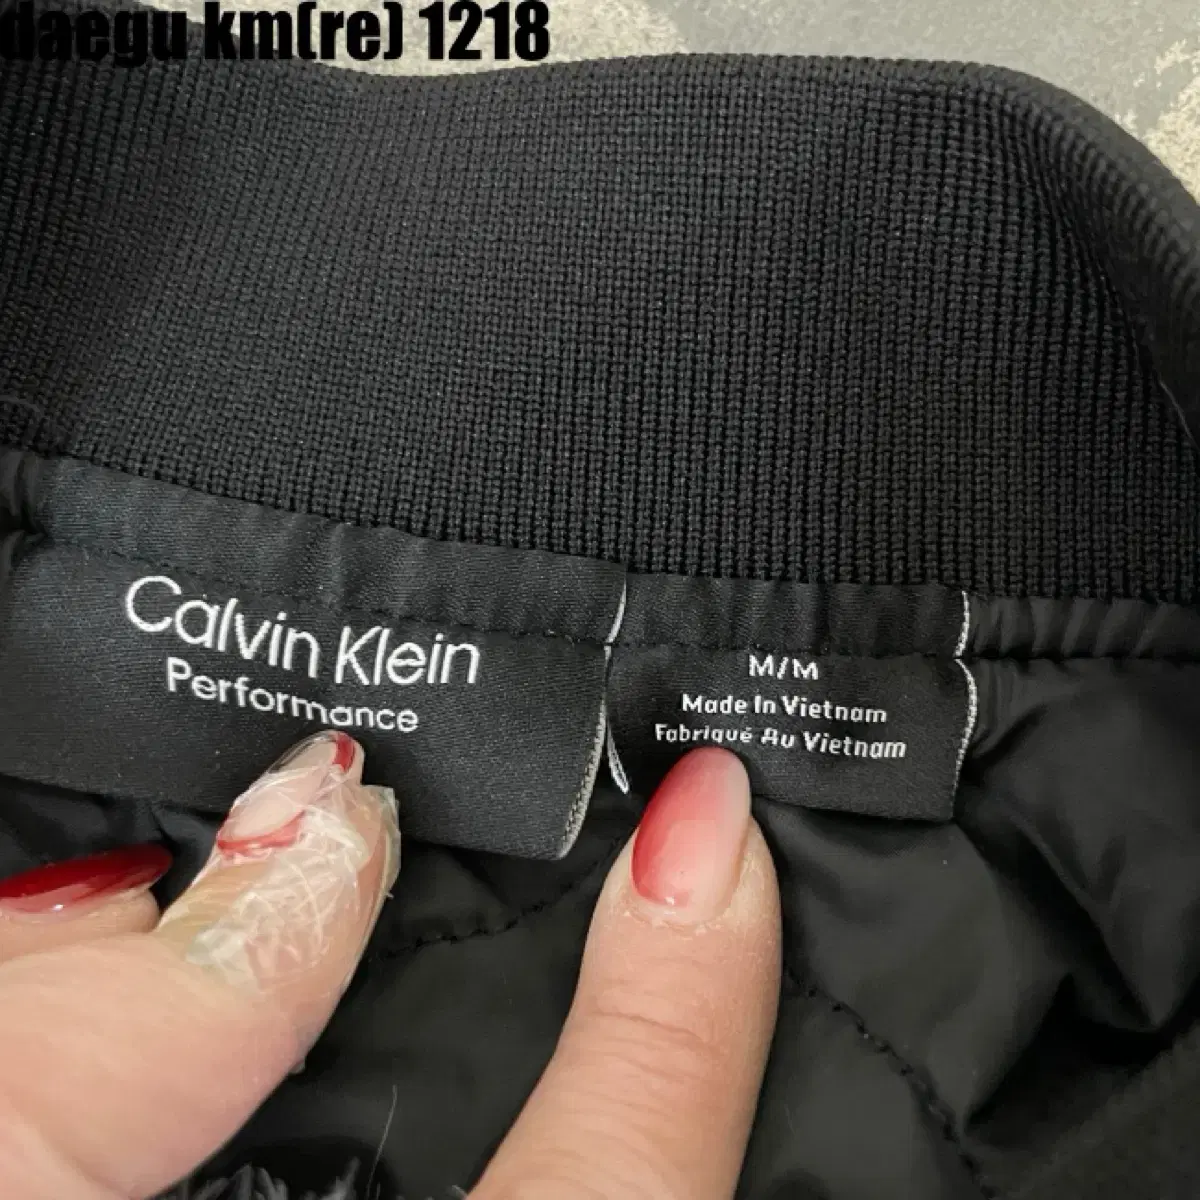 daegu km(re) 1218
Calvin Klein
Performance
M/M
Made In Vietnam
Fabriqué Au Vietnam